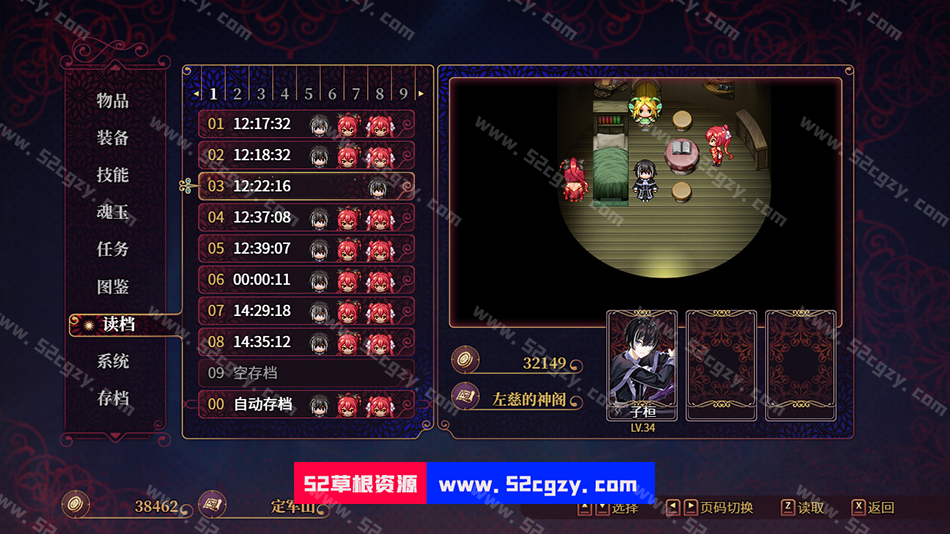 物品
装备
技能
魂玉
任务
图鉴
读档
系统
存档
1 2 3 4 5 6 7 8 9
01 12:17:32
02 12:18:32
03 12:22:16
04 12:37:08
05 12:39:07
06 00:00:11
07 14:29:18
08 14:35:12
09 空存档
00 自动存档
32149
左慈的神阁
子桓
LV.34
52草根资源 www.52cgzy.com
38462
定军山
选择
页码切换
Z 读取
X 返回
www.52cgzy.com